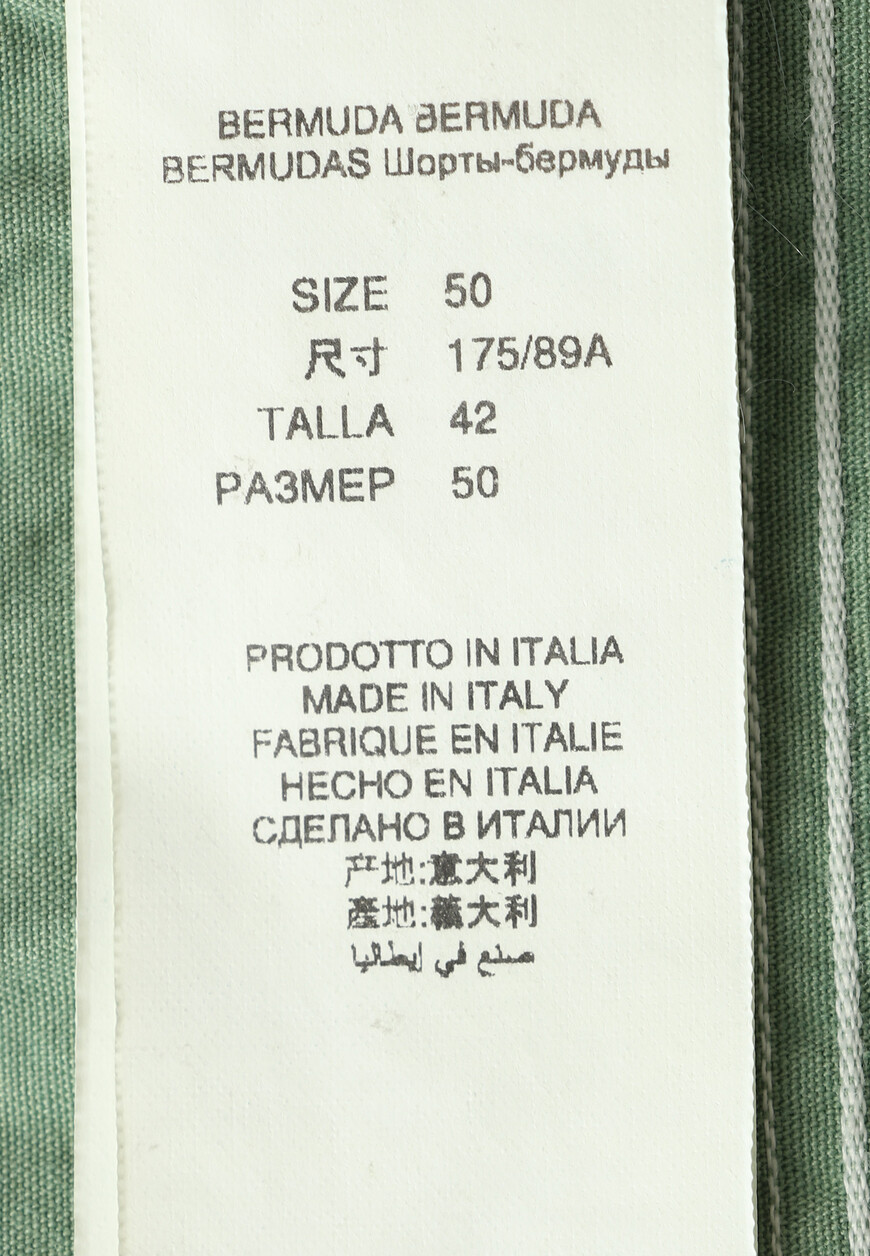 BERMUDA BERMUDA
BERMUDAS Шорты-бермуды
SIZE 50
尺寸 175/89A
TALLA 42
РАЗМЕР 50
PRODOTTO IN ITALIA
MADE IN ITALY
FABRIQUE EN ITALIE
HECHO EN ITALIA
СДЕЛАНО В ИТАЛИИ
产地:意大利
產地:義大利
صنع في إيطاليا